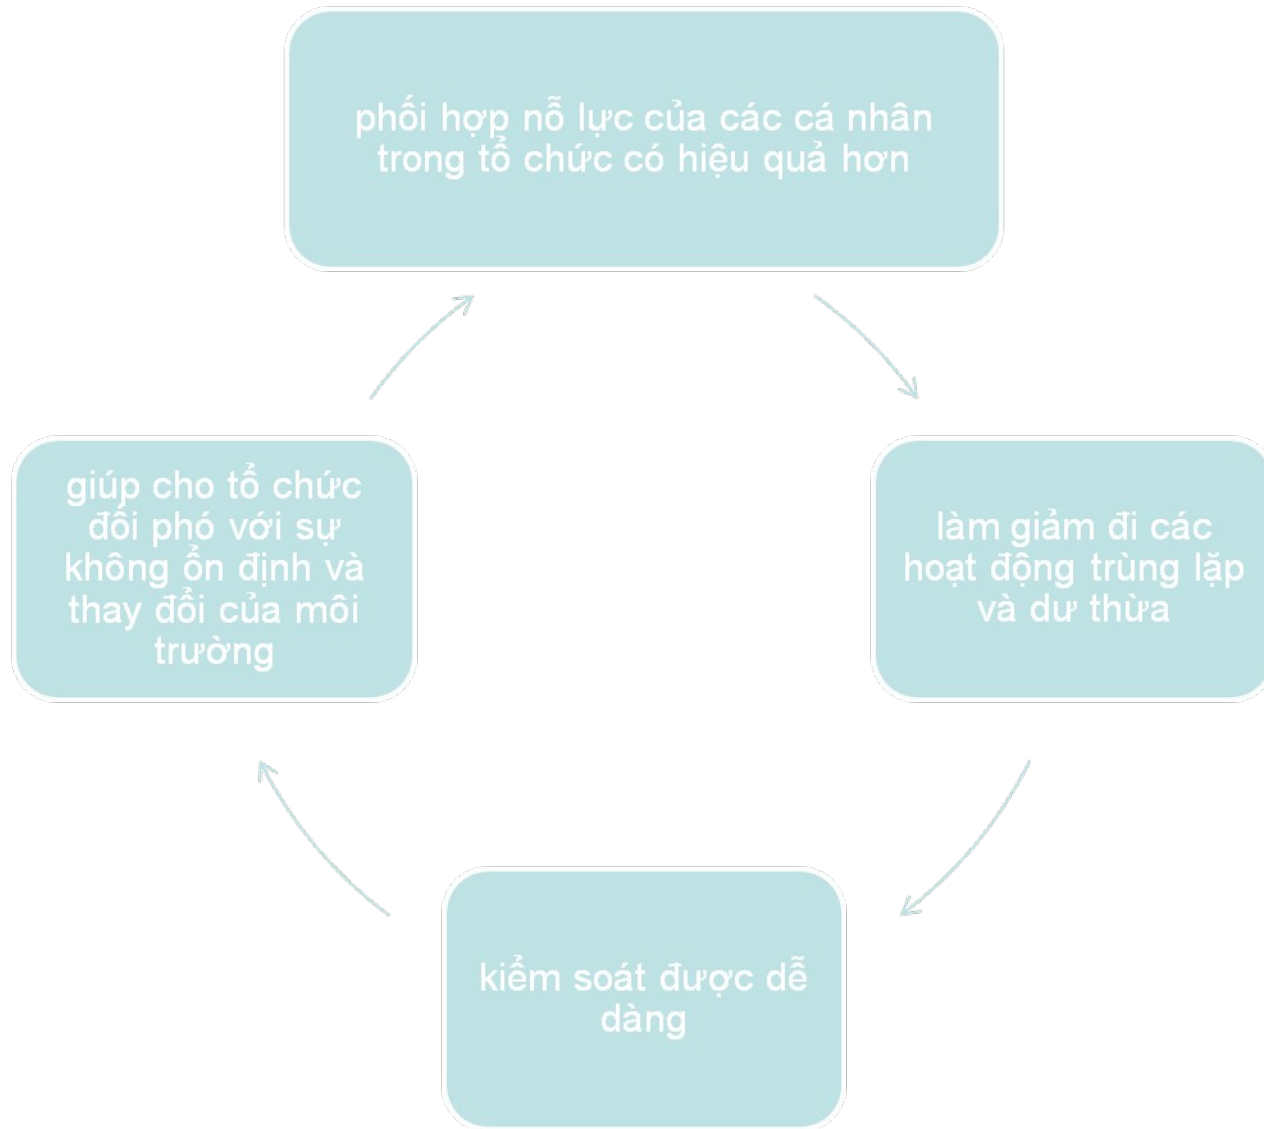 phối hợp nỗ lực của các cá nhân
trong tổ chức có hiệu quả hơn
làm giảm đi các
hoạt động trùng lặp
và dư thừa
kiểm soát được dễ
dàng
giúp cho tổ chức
đối phó với sự
không ổn định và
thay đổi của môi
trường